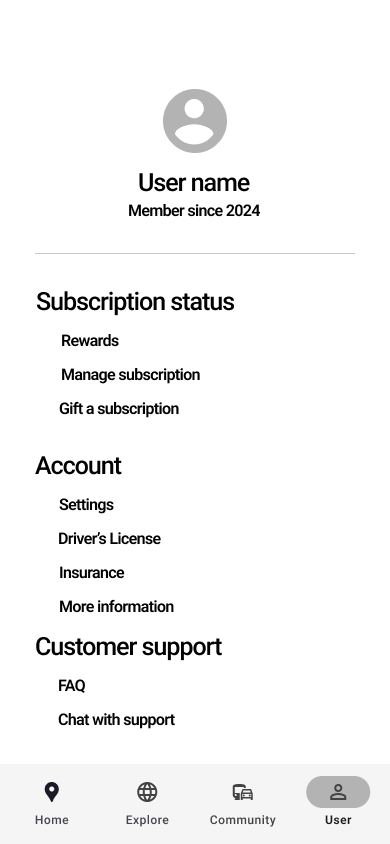 User name
Member since 2024
Subscription status
Rewards
Manage subscription
Gift a subscription
Account
Settings
Driver’s License
Insurance
More information
Customer support
FAQ
Chat with support
Home
Explore
Community
User